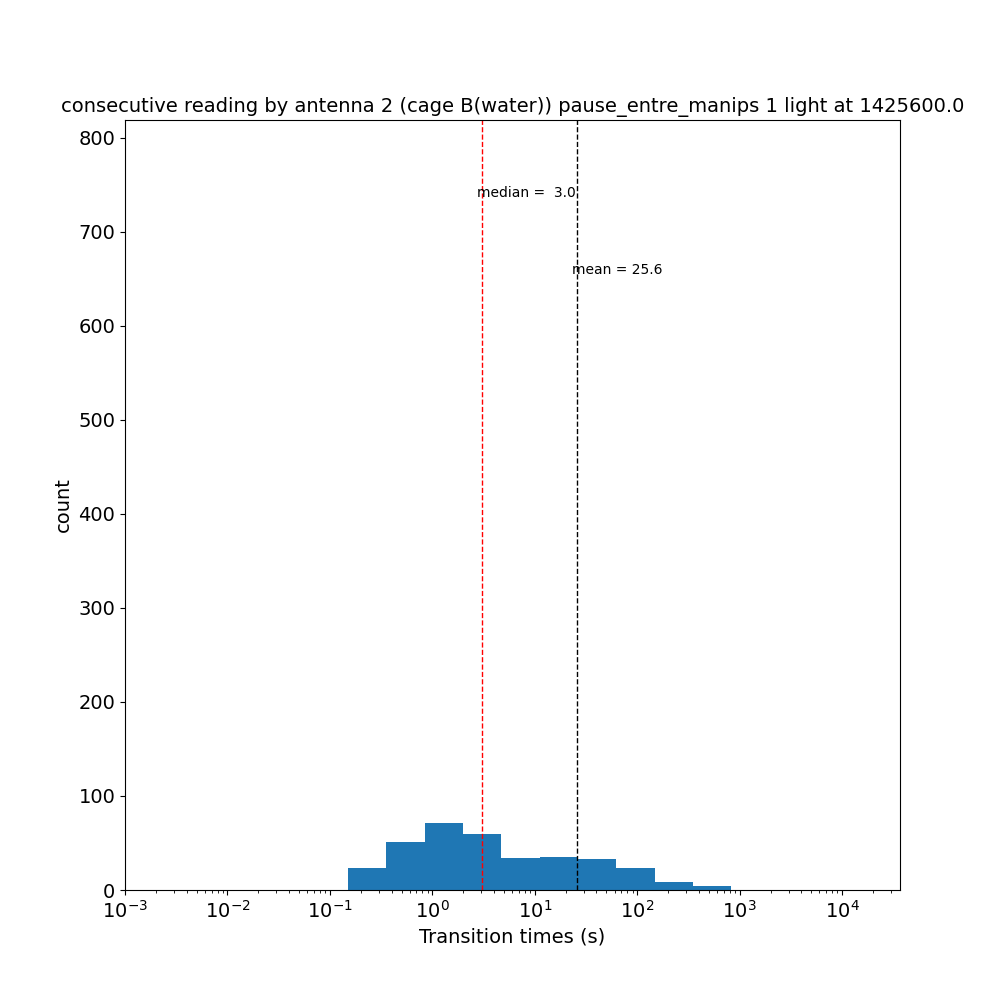 consecutive reading by antenna 2 (cage B(water)) pause_entre_manips 1 light at 1425600.0
800
median =  3.0
700
mean = 25.6
600
500
count
400
300
200
100
0
10⁻³ 10⁻² 10⁻¹ 10⁰ 10¹ 10² 10³ 10⁴
Transition times (s)